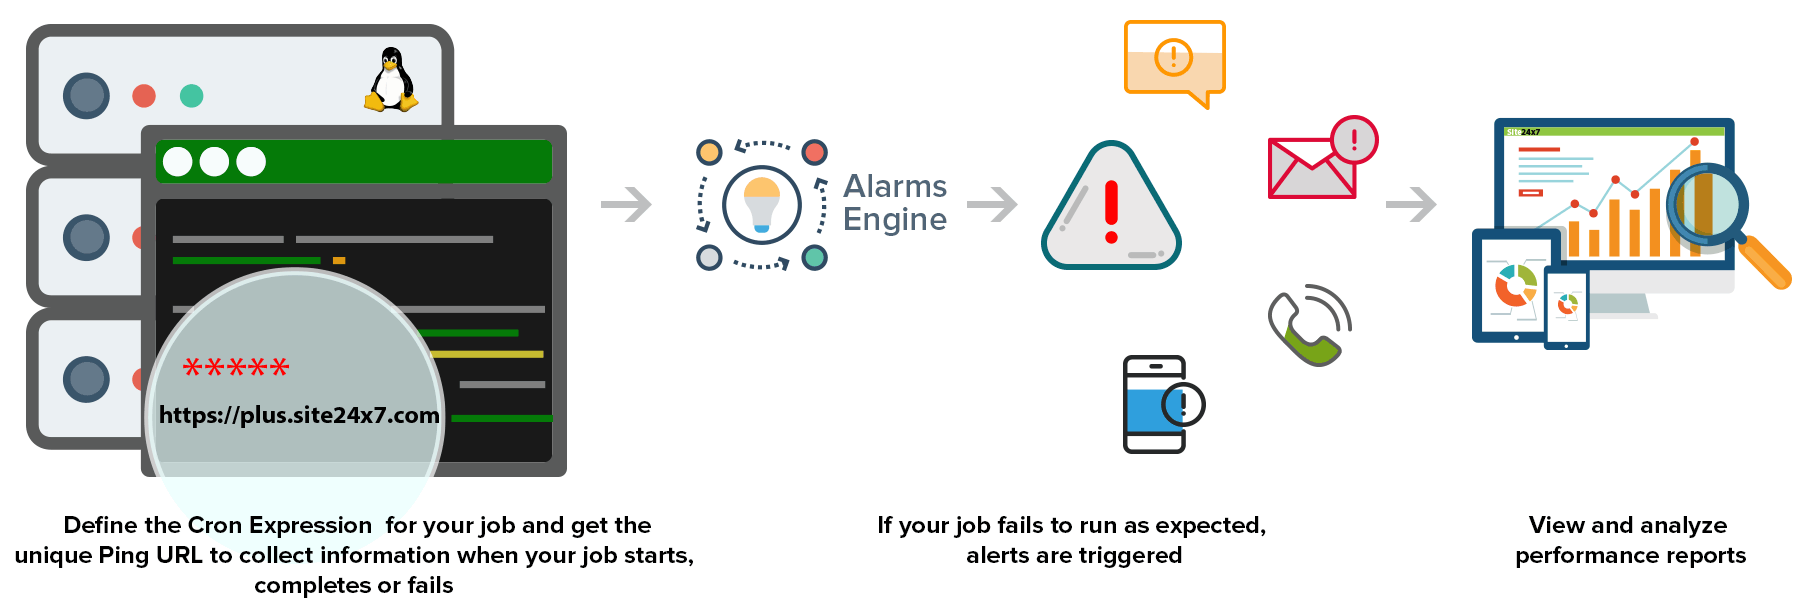 *****
https://plus.site24x7.com
Alarms
Engine
Site24x7
Define the Cron Expression for your job and get the
unique Ping URL to collect information when your job starts,
completes or fails
If your job fails to run as expected,
alerts are triggered
View and analyze
performance reports